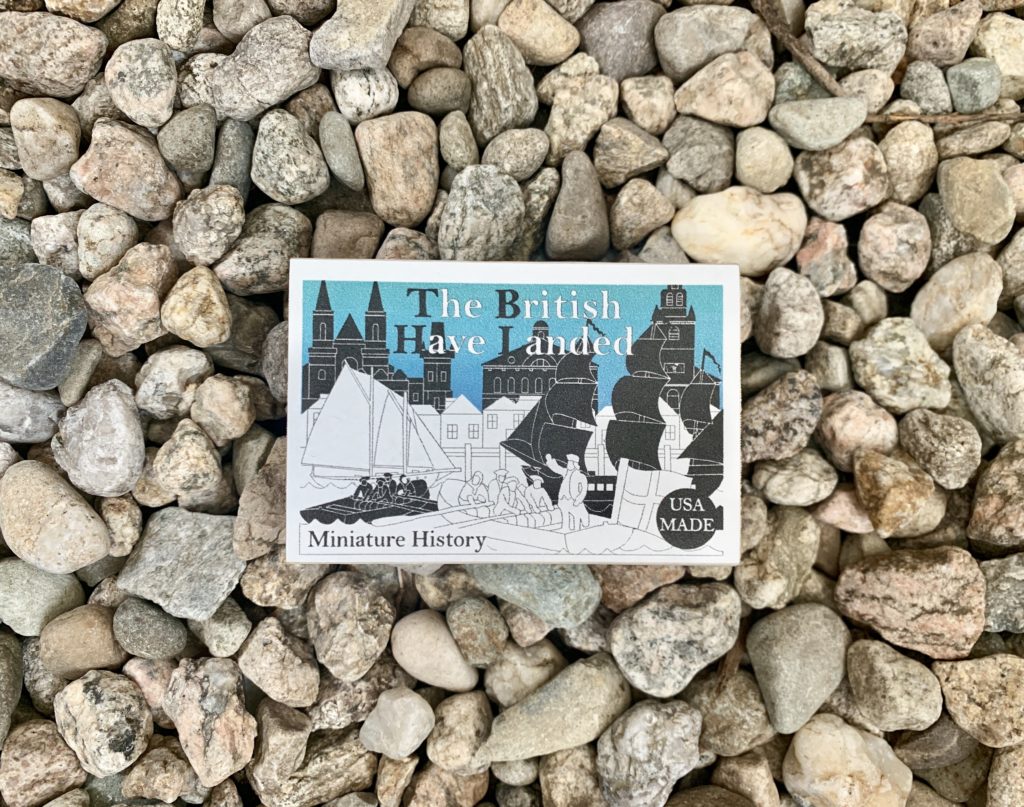 The British
Have Landed
USA
MADE
Miniature History